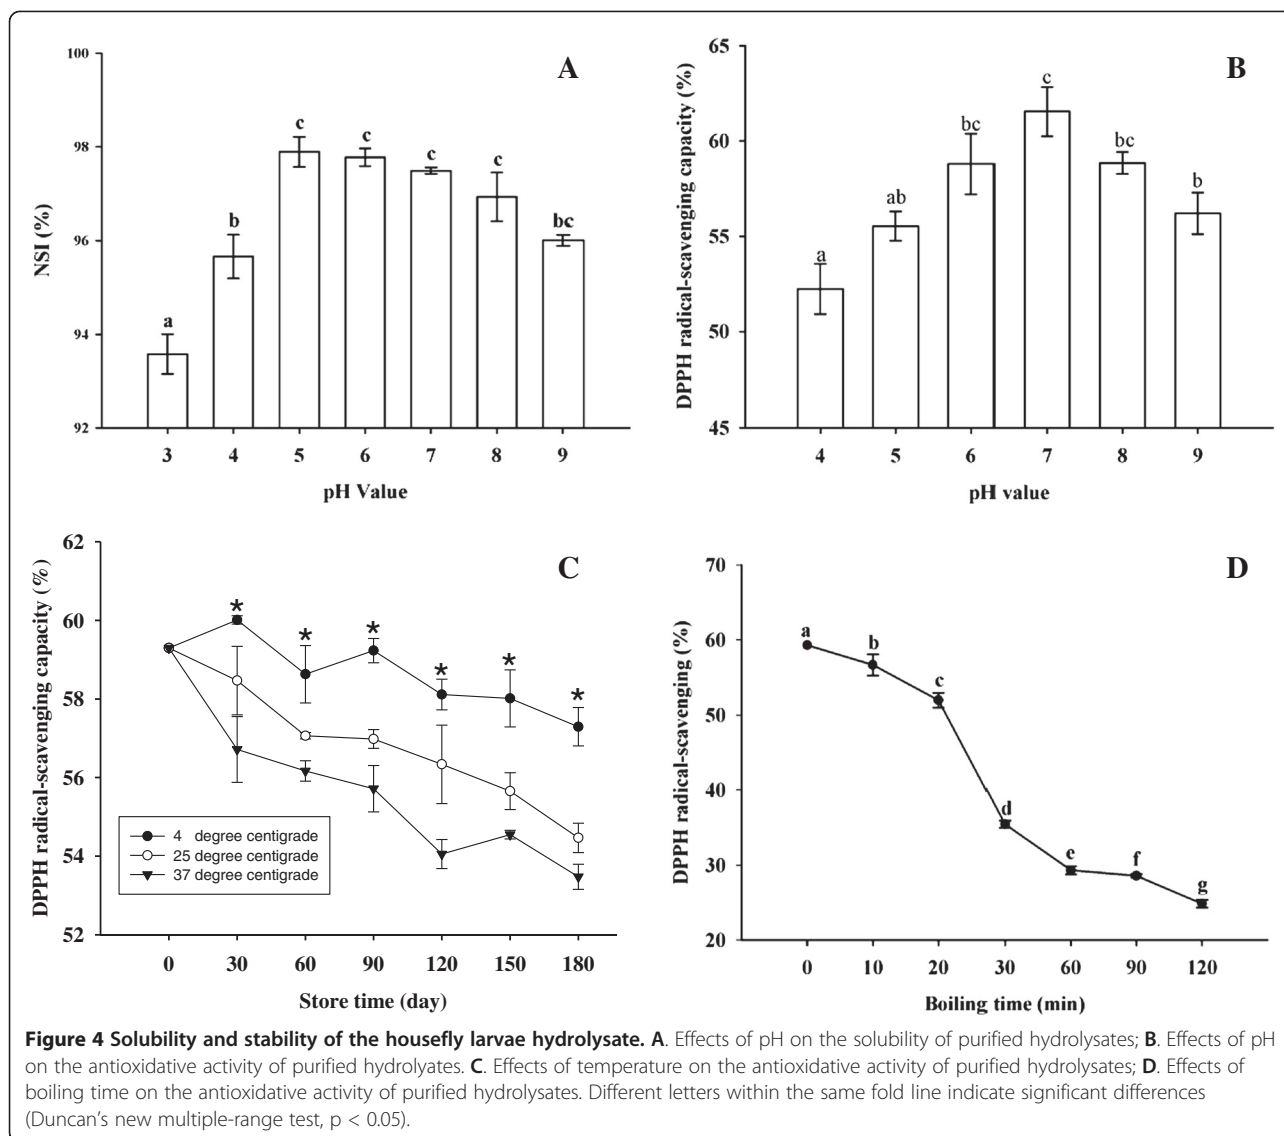 A
NSI (%)
100
98
96
94
92
a
b
c
c
c
c
bc
3 4 5 6 7 8 9
pH Value
B
DPPH radical-scavenging capacity (%)
65
60
55
50
45
a
ab
bc
c
bc
b
4 5 6 7 8 9
pH value
C
DPPH radical-scavenging capacity (%)
62
60
58
56
54
52
* * * * * *
4 degree centigrade
25 degree centigrade
37 degree centigrade
0 30 60 90 120 150 180
Store time (day)
D
DPPH radical-scavenging (%)
70
60
50
40
30
20
a
b
c
d
e
f
g
0 10 20 30 60 90 120
Boiling time (min)
Figure 4 Solubility and stability of the housefly larvae hydrolysate. A. Effects of pH on the solubility of purified hydrolysates; B. Effects of pH
on the antioxidative activity of purified hydrolyates. C. Effects of temperature on the antioxidative activity of purified hydrolysates; D. Effects of
boiling time on the antioxidative activity of purified hydrolysates. Different letters within the same fold line indicate significant differences
(Duncan's new multiple-range test, p < 0.05).